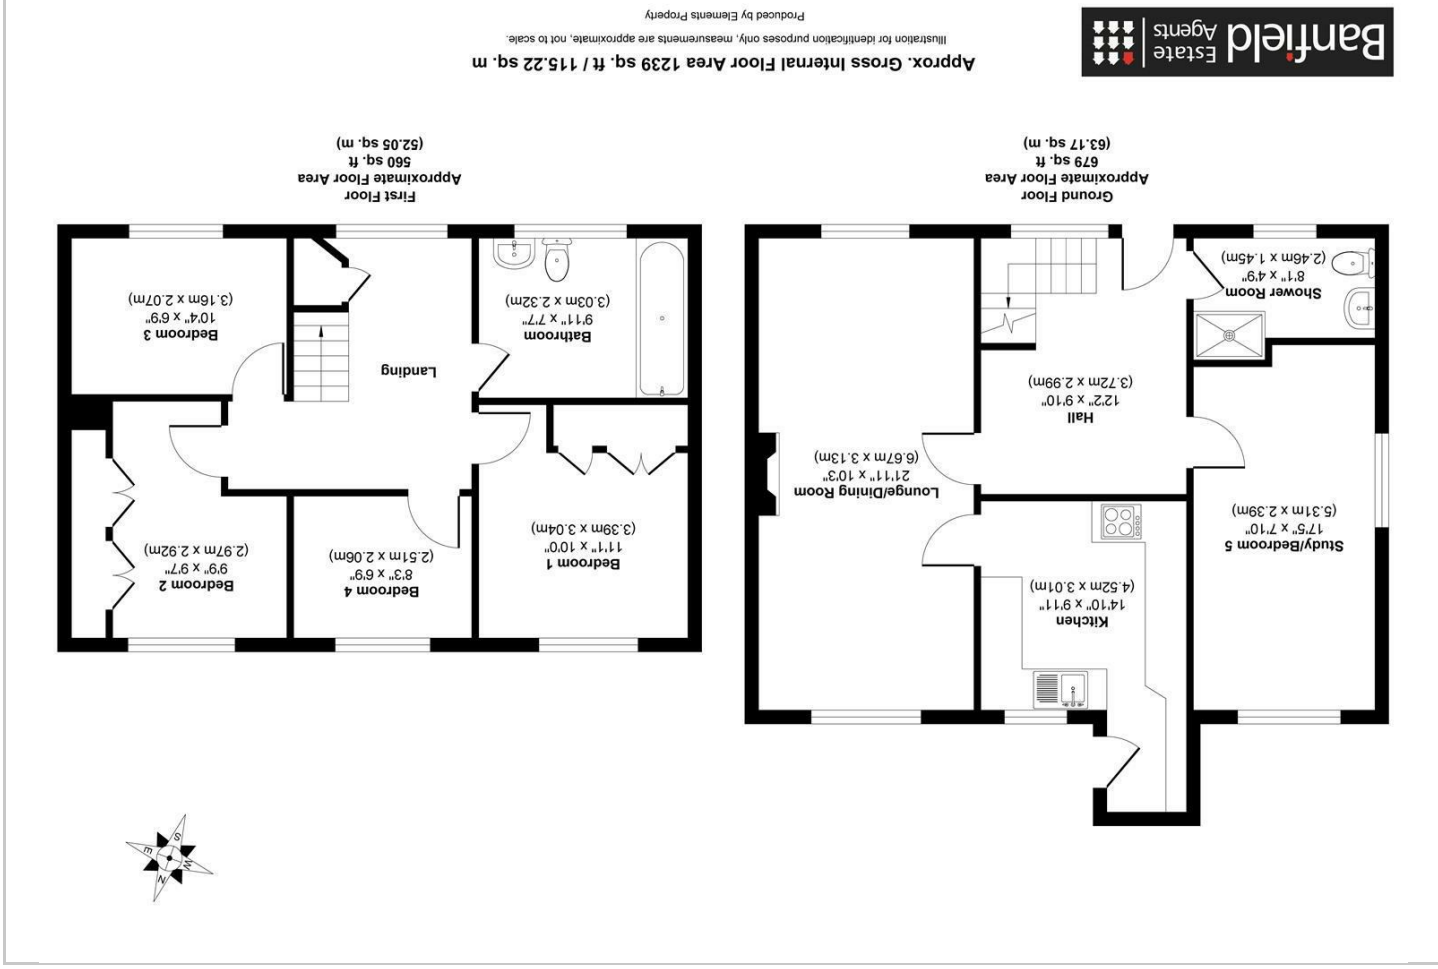 N
W
E
S
Kitchen
14'10" x 9'11"
(4.52m x 3.01m)
Study/Bedroom 5
17'5" x 7'10
(5.31m x 2.39m)
Lounge/Dining Room
21'11" x 10'3
(6.67m x 3.13m)
Hall
12'2" x 9'10"
(3.72m x 2.99m)
Shower Room
8'1" x 4'9"
(2.46m x 1.45m)
Bedroom 1
11'1" x 10'0"
(3.39m x 3.04m)
Bedroom 4
8'3" x 6'9"
(2.51m x 2.06m)
Bedroom 2
9'9" x 9'7"
(2.97m x 2.92m)
Landing
Bathroom
9'11" x 7'7"
(3.03m x 2.32m)
Bedroom 3
10'4" x 6'9"
(3.16m x 2.07m)
Ground Floor
Approximate Floor Area
679 sq. ft
(63.17 sq. m)
First Floor
Approximate Floor Area
560 sq. ft
(52.05 sq. m)
Banfield
Estate
Agents
Approx. Gross Internal Floor Area 1239 sq. ft / 115.22 sq. m
Illustration for identification purposes only, measurements are approximate, not to scale.
Produced by Elements Property